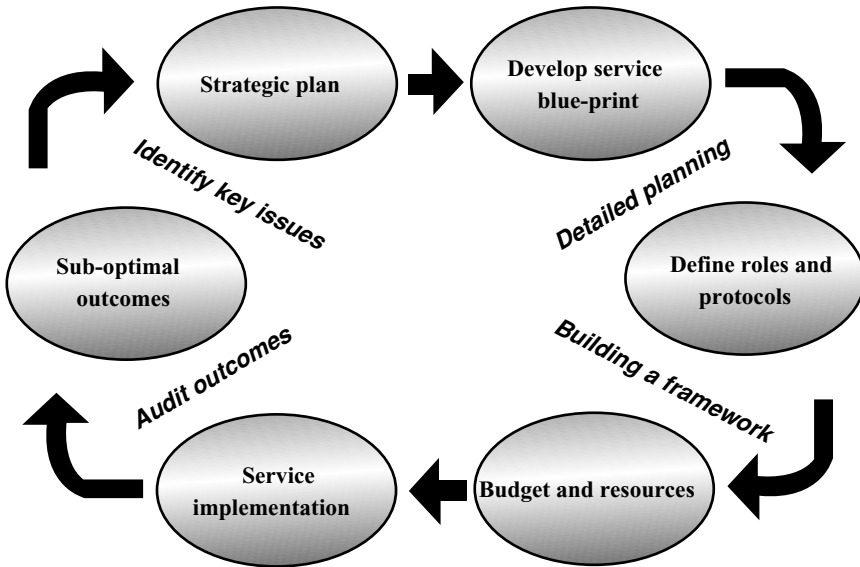 Strategic plan
Develop service
blue-print
Identify key issues
Detailed planning
Sub-optimal
outcomes
Define roles and
protocols
Audit outcomes
Building a framework
Service
implementation
Budget and resources